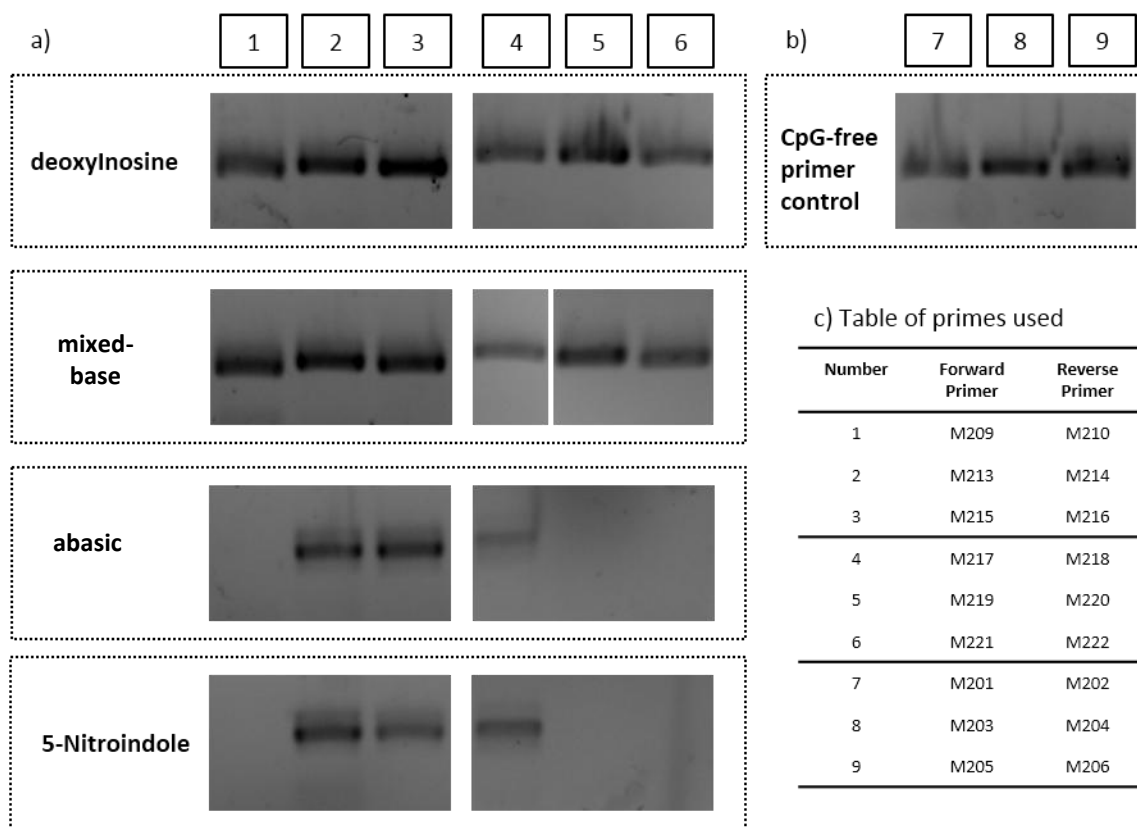 a)
1 2 3 4 5 6
deoxyInosine
mixed-
base
abasic
5-Nitroindole
b)
7 8 9
CpG-free
primer
control
c) Table of primes used
Number Forward Primer Reverse Primer
1 M209 M210
2 M213 M214
3 M215 M216
4 M217 M218
5 M219 M220
6 M221 M222
7 M201 M202
8 M203 M204
9 M205 M206